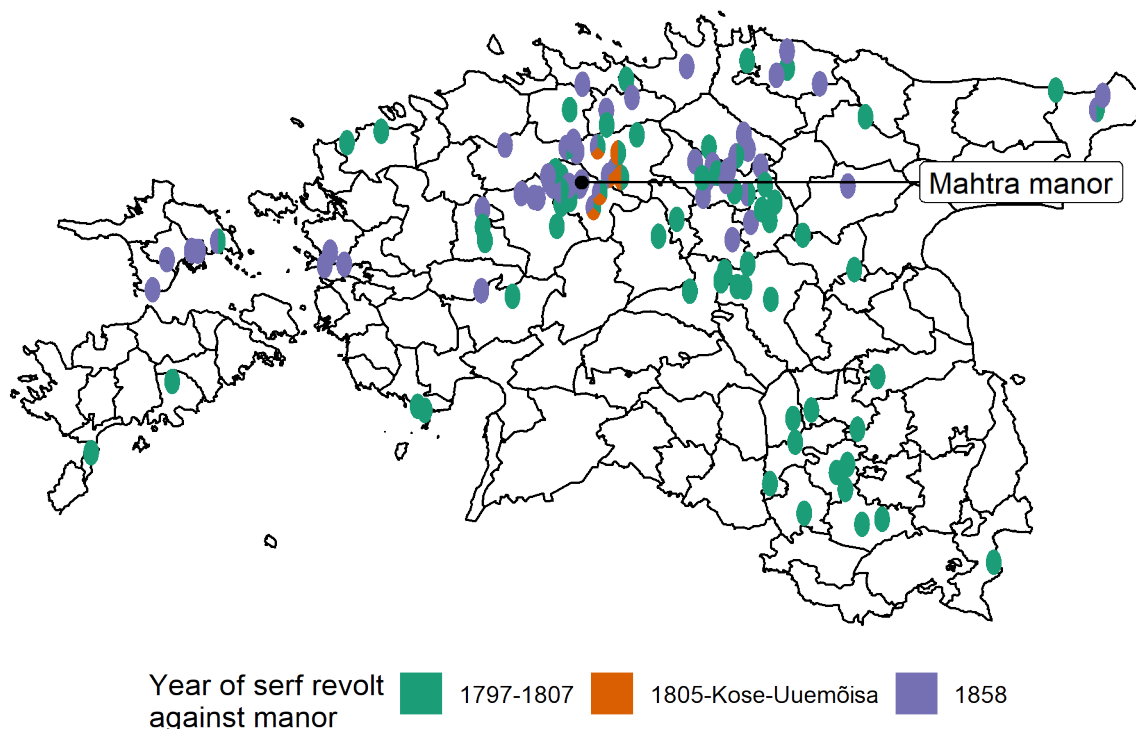 Mahtra manor
Year of serf revolt
against manor
1797-1807
1805-Kose-Uuemõisa
1858